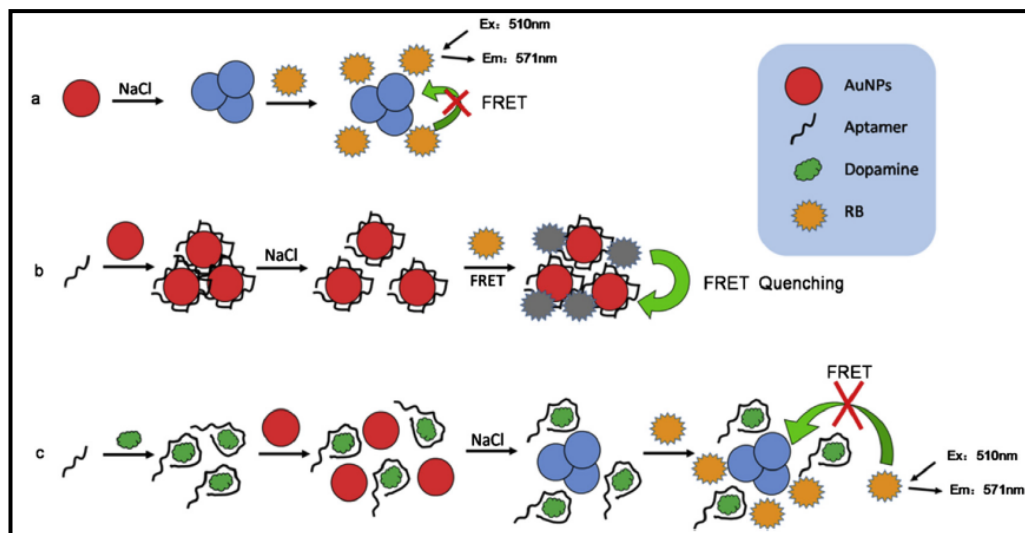 Ex: 510nm
Em: 571nm
a
NaCl
FRET
AuNPs
Aptamer
Dopamine
RB
b
NaCl
FRET
FRET Quenching
FRET
c
NaCl
Ex: 510nm
Em: 571nm